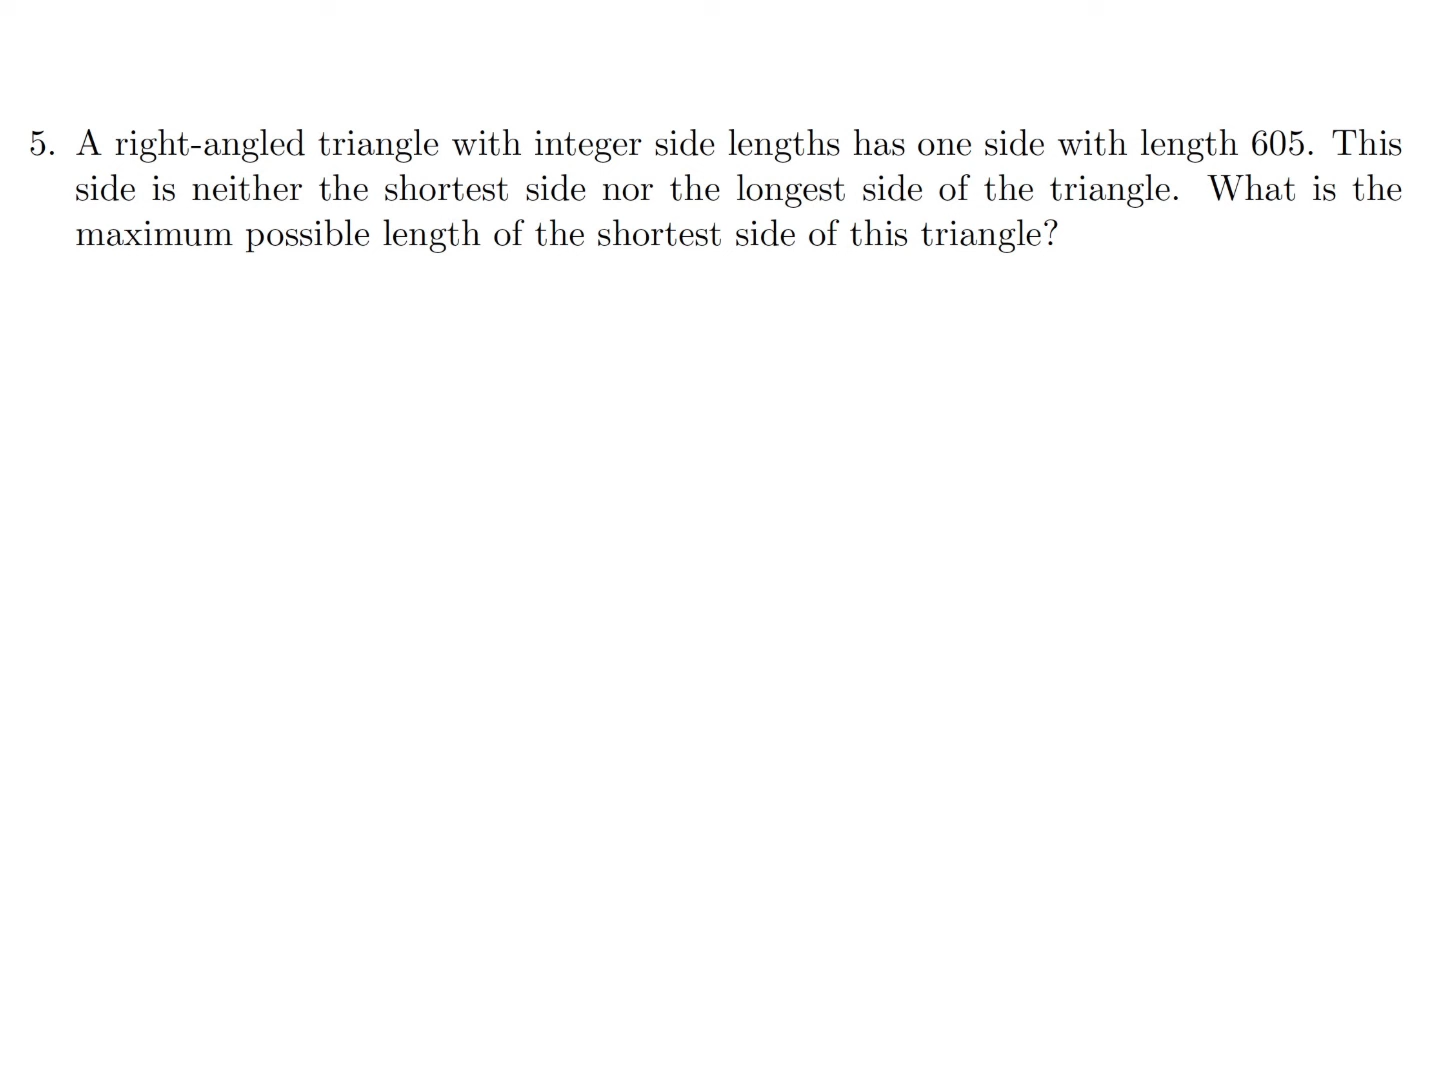 5. A right-angled triangle with integer side lengths has one side with length 605. This
side is neither the shortest side nor the longest side of the triangle. What is the
maximum possible length of the shortest side of this triangle?